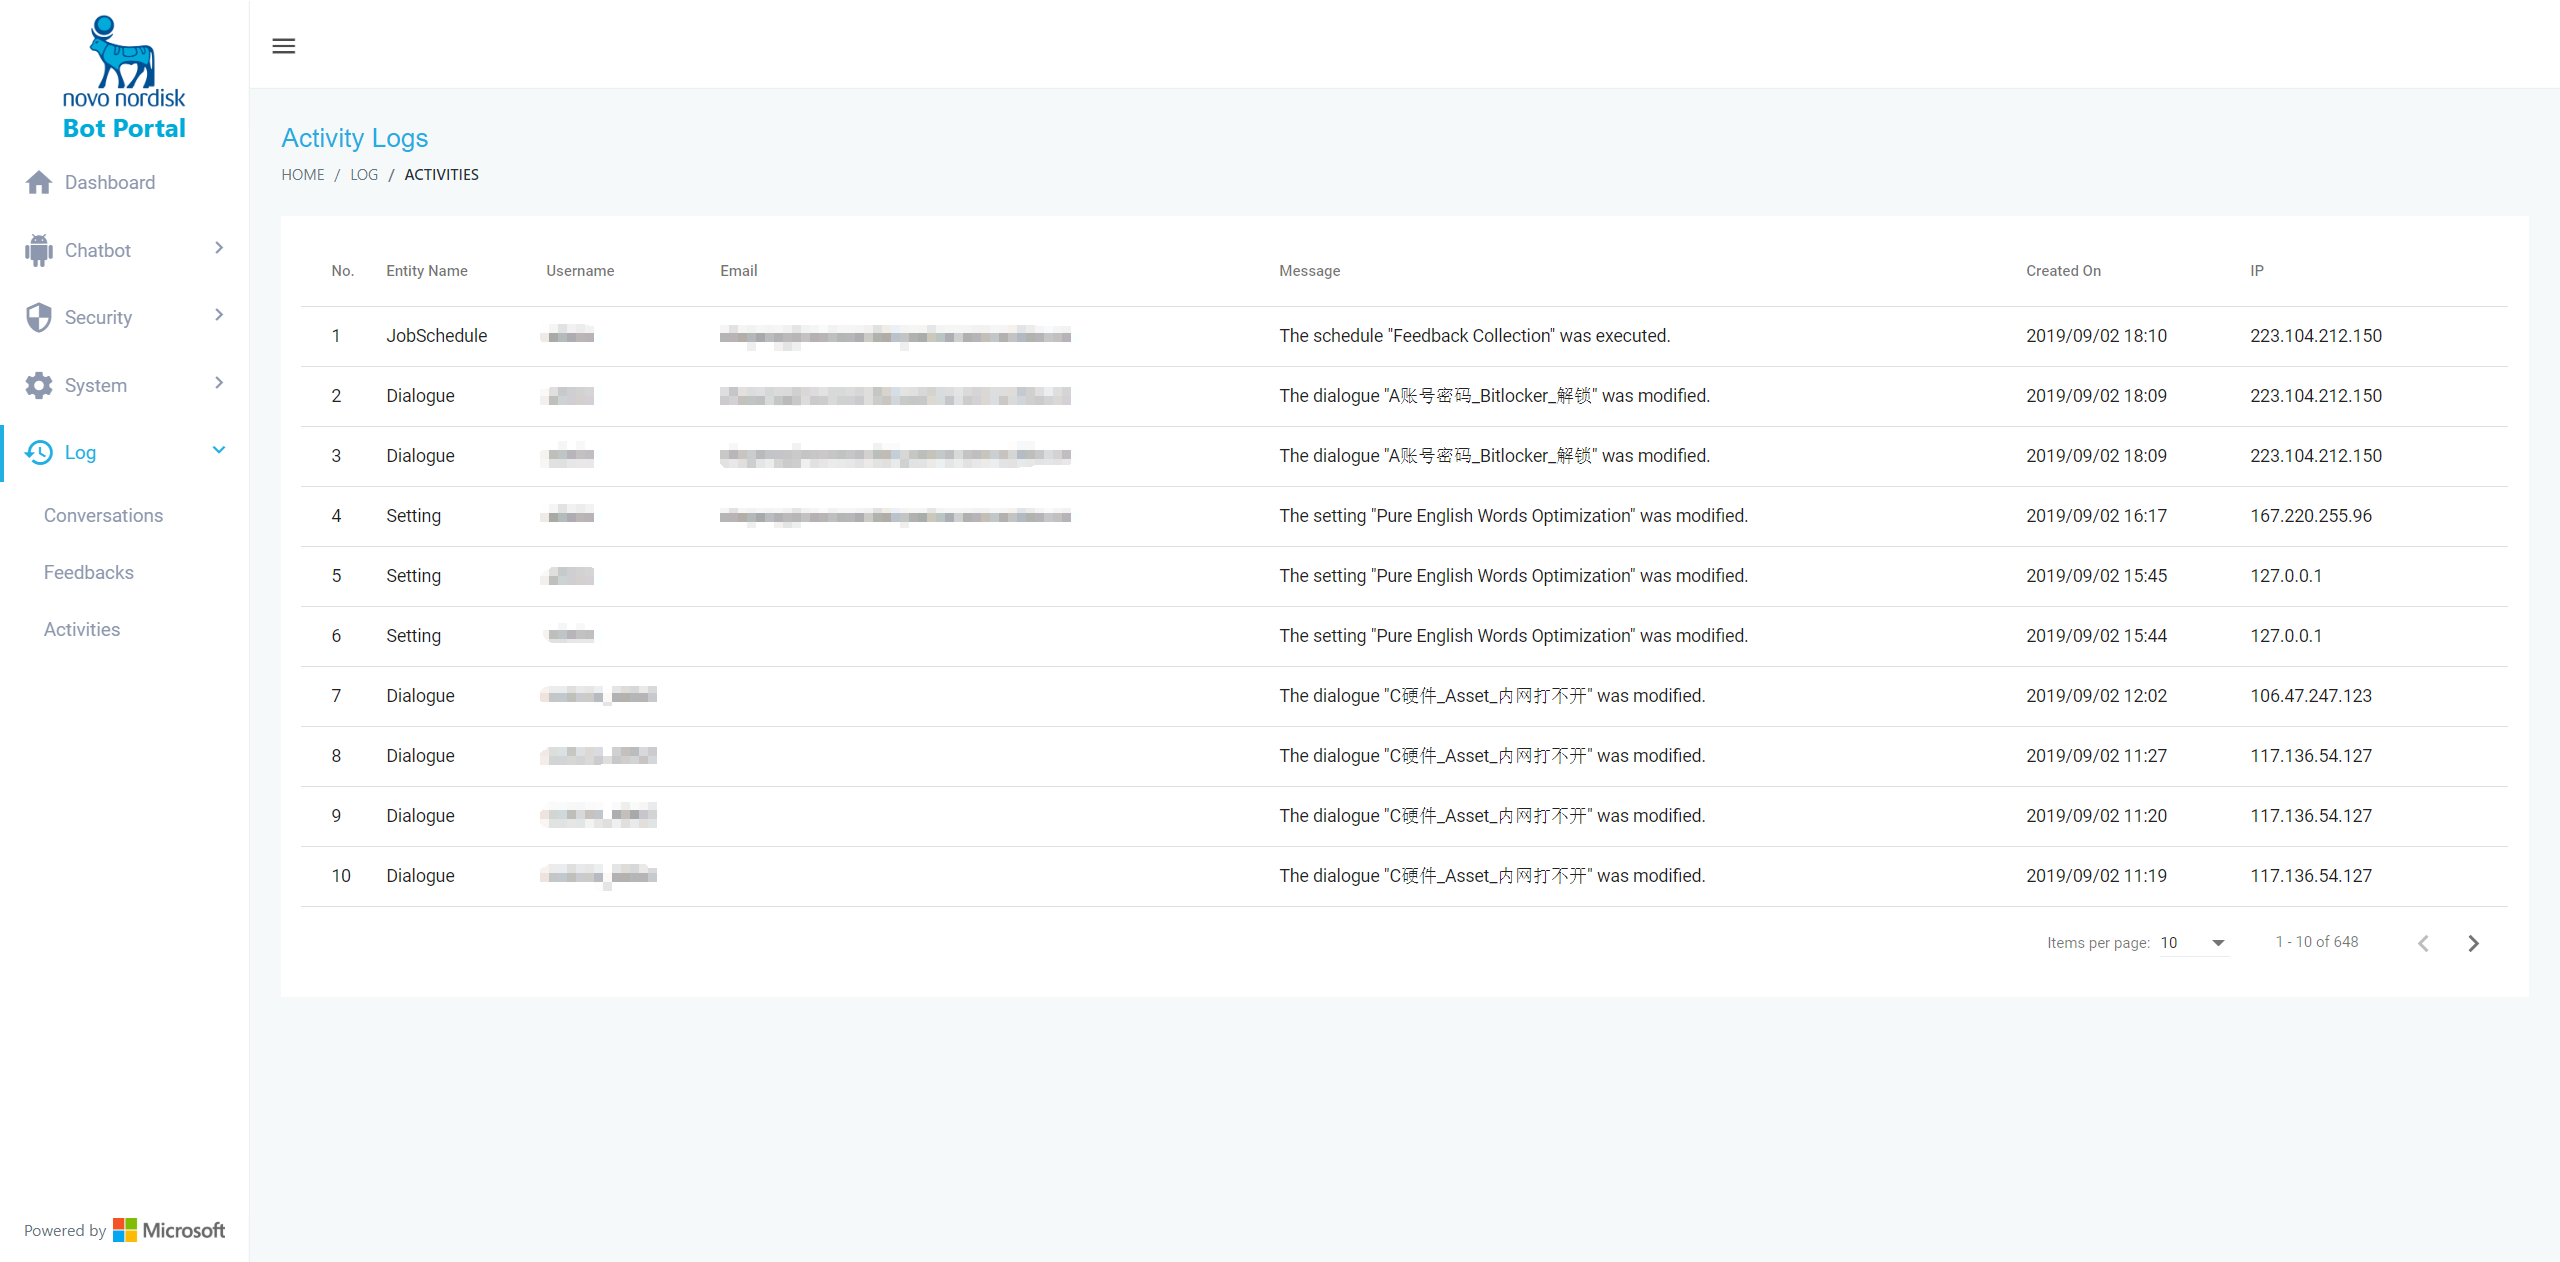 novo nordisk
Bot Portal
Dashboard
Chatbot
Security
System
Log
Conversations
Feedbacks
Activities
Powered by Microsoft
Activity Logs
HOME / LOG / ACTIVITIES
No. Entity Name Username Email Message Created On IP
1 JobSchedule The schedule "Feedback Collection" was executed. 2019/09/02 18:10 223.104.212.150
2 Dialogue The dialogue "A账号密码_Bitlocker_解锁" was modified. 2019/09/02 18:09 223.104.212.150
3 Dialogue The dialogue "A账号密码_Bitlocker_解锁" was modified. 2019/09/02 18:09 223.104.212.150
4 Setting The setting "Pure English Words Optimization" was modified. 2019/09/02 16:17 167.220.255.96
5 Setting The setting "Pure English Words Optimization" was modified. 2019/09/02 15:45 127.0.0.1
6 Setting The setting "Pure English Words Optimization" was modified. 2019/09/02 15:44 127.0.0.1
7 Dialogue The dialogue "C硬件_Asset_内网打不开" was modified. 2019/09/02 12:02 106.47.247.123
8 Dialogue The dialogue "C硬件_Asset_内网打不开" was modified. 2019/09/02 11:27 117.136.54.127
9 Dialogue The dialogue "C硬件_Asset_内网打不开" was modified. 2019/09/02 11:20 117.136.54.127
10 Dialogue The dialogue "C硬件_Asset_内网打不开" was modified. 2019/09/02 11:19 117.136.54.127
Items per page: 10 1 - 10 of 648